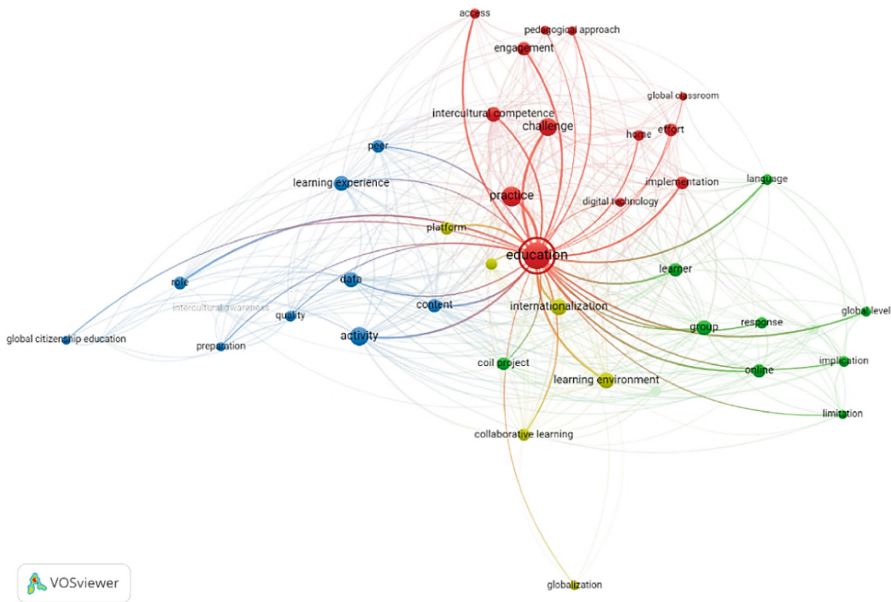 access
pedagogical approach
engagement
global classroom
intercultural competence
challenge
home
effort
peer
learning experience
language
implementation
practice
digital technology
platform
education
learner
role
data
intercultural awareness
content
internationalization
quality
global level
group
response
global citizenship education
preparation
activity
coil project
online
implication
learning environment
limitation
collaborative learning
globalization
VOSviewer